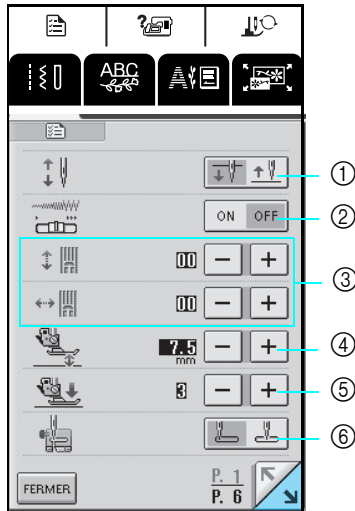 ?
ABC
A
①
ON OFF ②
00 − +
③
00 − +
7.5 − + ④
mm
3 − + ⑤
⑥
FERMER P. 1
P. 6